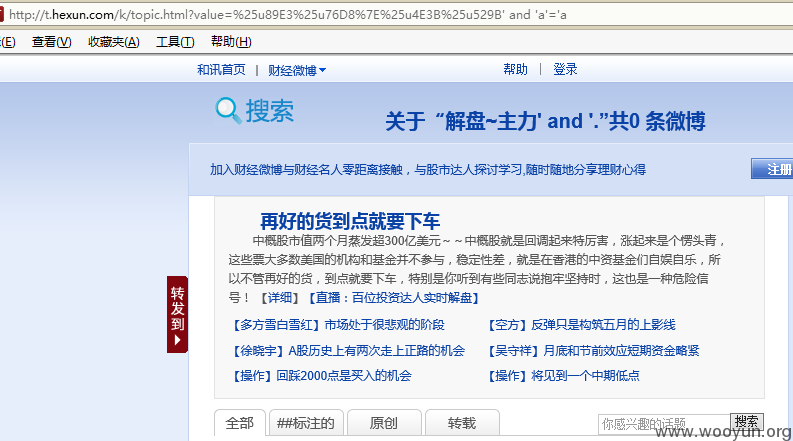 http://t.hexun.com/k/topic.html?value=%25u89E3%25u76D8%7E%25u4E3B%25u529B' and 'a'='a
(E) 查看(V) 收藏夹(A) 工具(T) 帮助(H)
和讯首页 | 财经微博 帮助 | 登录
搜索
关于“解盘~主力' and '.”共0 条微博
加入财经微博与财经名人零距离接触，与股市达人探讨学习,随时随地分享理财心得
注册
再好的货到点就要下车
中概股市值两个月蒸发超300亿美元～～中概股就是回调起来特厉害，涨起来是个愣头青，
这些票大多数美国的机构和基金并不参与，稳定性差，就是在香港的中资基金们自娱自乐，所
以不管再好的货，到点就要下车，特别是你听到有些同志说抱牢坚持时，这也是一种危险信
号！ 【详细】 【直播：百位投资达人实时解盘】
转发到
【多方雪白雪红】市场处于很悲观的阶段 【空方】反弹只是构筑五月的上影线
【徐晓宇】A股历史上有两次走上正路的机会 【吴守祥】月底和节前效应短期资金略紧
【操作】回踩2000点是买入的机会 【操作】将见到一个中期低点
全部 ##标注的 原创 转载 你感兴趣的话题 搜索
www.wooyun.org